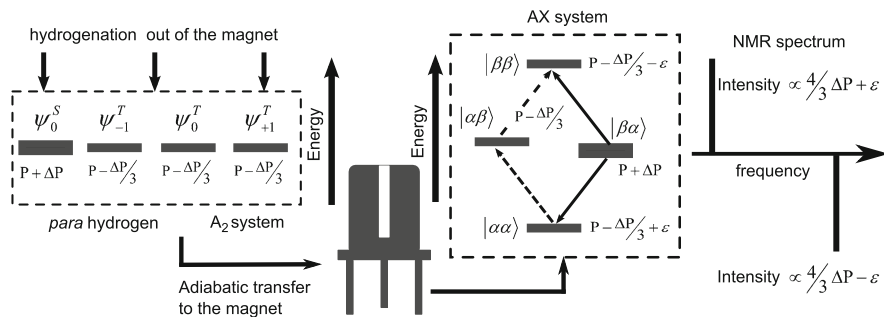 hydrogenation out of the magnet
ψ₀ˢ ψ₋₁ᵀ ψ₀ᵀ ψ₊₁ᵀ
P+ΔP P−ΔP/3 P−ΔP/3 P−ΔP/3
para hydrogen A₂ system
Adiabatic transfer
to the magnet
Energy
Energy
AX system
|ββ⟩ P−ΔP/3−ε
|αβ⟩ P−ΔP/3 |βα⟩
P+ΔP
|αα⟩ P−ΔP/3+ε
NMR spectrum
Intensity ∝ 4/3 ΔP+ε
frequency
Intensity ∝ 4/3 ΔP−ε